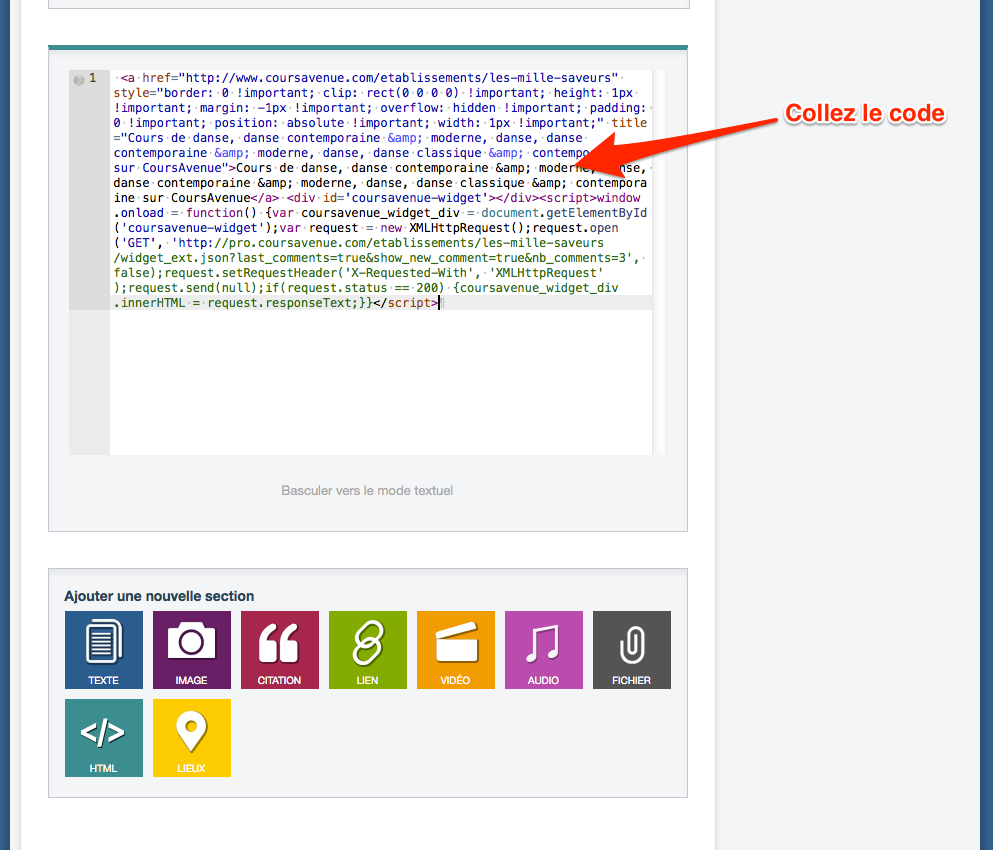 1 <a href="http://www.coursavenue.com/etablissements/les-mille-saveurs"
style="border: 0 !important; clip: rect(0 0 0 0) !important; height: 1px
!important; margin: -1px !important; overflow: hidden !important; padding:
0 !important; position: absolute !important; width: 1px !important;" title
="Cours de danse, danse contemporaine &amp; moderne, danse, danse
contemporaine &amp; moderne, danse, danse classique &amp;
sur CoursAvenue">Cours de danse, danse contemporaine &amp;
danse contemporaine &amp; moderne, danse, danse classique &amp; contempora
ine sur CoursAvenue</a> <div id='coursavenue-widget'></div><script>window
.onload = function() {var coursavenue_widget_div = document.getElementById
('coursavenue-widget');var request = new XMLHttpRequest();request.open
('GET', 'http://pro.coursavenue.com/etablissements/les-mille-saveurs
/widget_ext.json?last_comments=true&show_new_comment=true&nb_comments=3',
false);request.setRequestHeader('X-Requested-With', 'XMLHttpRequest'
);request.send(null);if(request.status == 200) {coursavenue_widget_div
.innerHTML = request.responseText;}}</script>
Collez le code
Basculer vers le mode textuel
Ajouter une nouvelle section
TEXTE IMAGE CITATION LIEN VIDÉO AUDIO FICHIER
</> HTML LIEUX